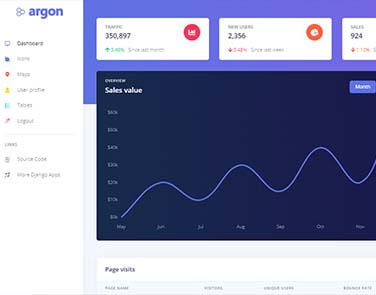 argon
Dashboard
Icons
Maps
User profile
Tables
Logout
LINKS
Source Code
More Django Apps
TRAFFIC
350,897
3.48% Since last month
NEW USERS
2,356
3.48% Since last week
SALES
924
1.10%
OVERVIEW
Sales value
Month
$60k
$50k
$40k
$30k
$20k
$10k
$0k
May Jun Jul Aug Sep Oct Nov
Page visits
PAGE NAME VISITORS UNIQUE USERS BOUNCE RATE